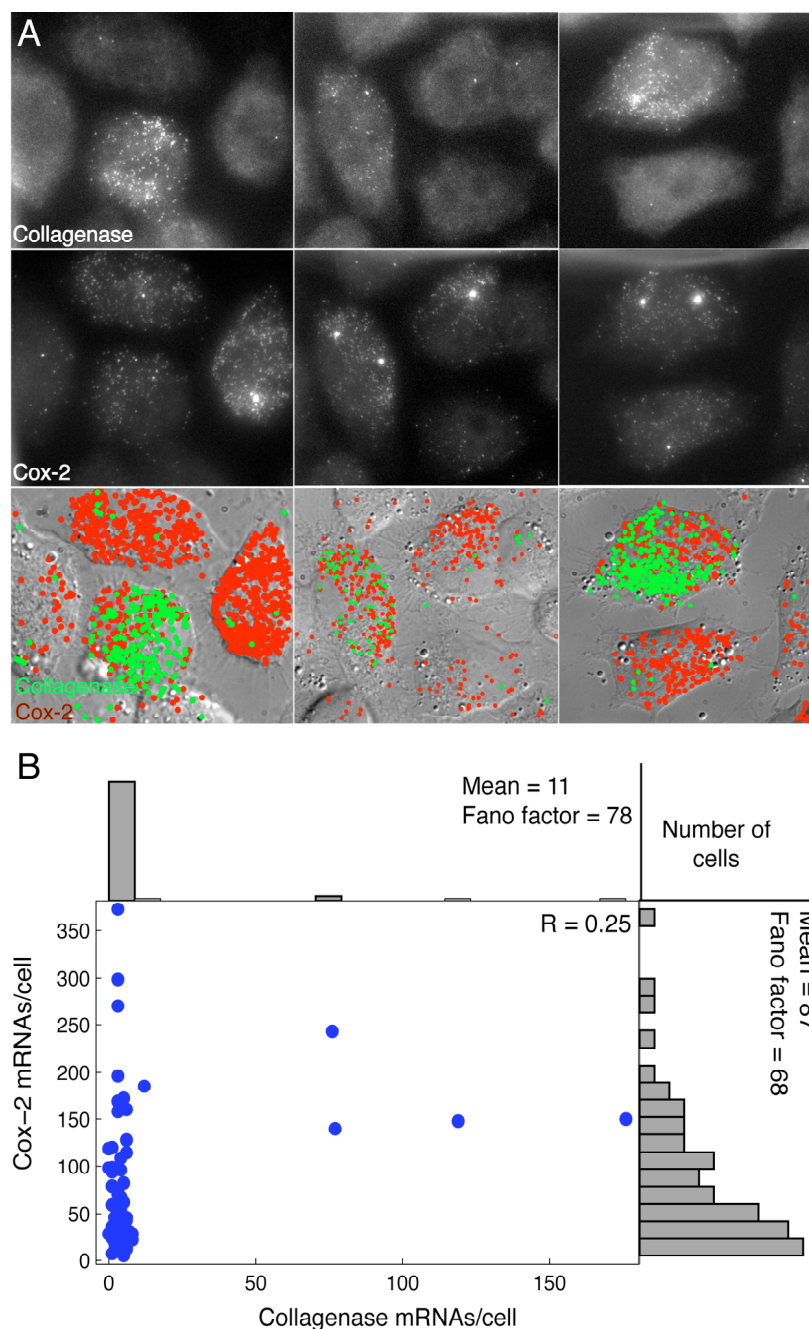 A
Collagenase
Cox-2
Collagenase
Cox-2
B
Mean = 11
Fano factor = 78
Number of
cells
R = 0.25
Mean = 87
Fano factor = 68
350
300
250
200
150
100
50
0
Cox-2 mRNAs/cell
0
50
100
150
Collagenase mRNAs/cell